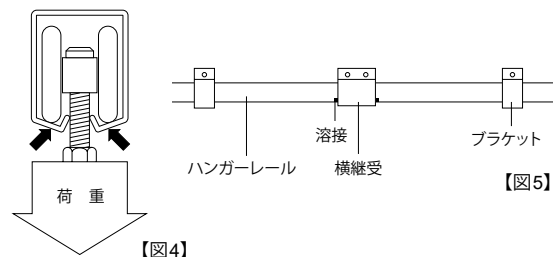 荷 重
【図4】
溶接
ハンガーレール
横継受
ブラケット
【図5】